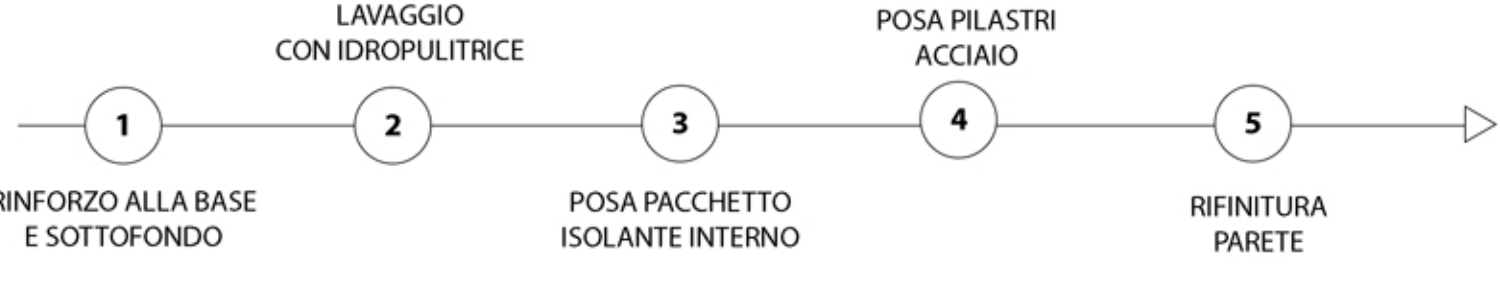 LAVAGGIO
CON IDROPULITRICE
POSA PILASTRI
ACCIAIO
1
2
3
4
5
RINFORZO ALLA BASE
E SOTTOFONDO
POSA PACCHETTO
ISOLANTE INTERNO
RIFINITURA
PARETE